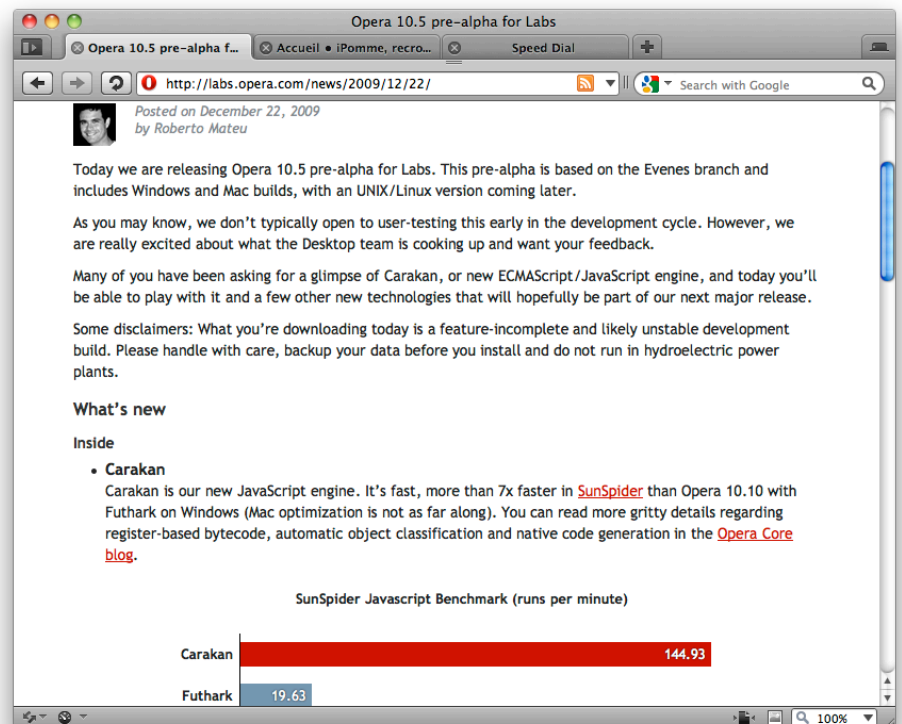 Opera 10.5 pre-alpha for Labs
Opera 10.5 pre-alpha f...
Accueil • iPomme, recro...
Speed Dial
http://labs.opera.com/news/2009/12/22/
Search with Google
Posted on December 22, 2009
by Roberto Mateu
Today we are releasing Opera 10.5 pre-alpha for Labs. This pre-alpha is based on the Evenes branch and
includes Windows and Mac builds, with an UNIX/Linux version coming later.
As you may know, we don’t typically open to user-testing this early in the development cycle. However, we
are really excited about what the Desktop team is cooking up and want your feedback.
Many of you have been asking for a glimpse of Carakan, or new ECMAScript/JavaScript engine, and today you’ll
be able to play with it and a few other new technologies that will hopefully be part of our next major release.
Some disclaimers: What you’re downloading today is a feature-incomplete and likely unstable development
build. Please handle with care, backup your data before you install and do not run in hydroelectric power
plants.
What’s new
Inside
• Carakan
Carakan is our new JavaScript engine. It’s fast, more than 7x faster in SunSpider than Opera 10.10 with
Futhark on Windows (Mac optimization is not as far along). You can read more gritty details regarding
register-based bytecode, automatic object classification and native code generation in the Opera Core
blog.
SunSpider Javascript Benchmark (runs per minute)
Carakan 144.93
Futhark 19.63
100%